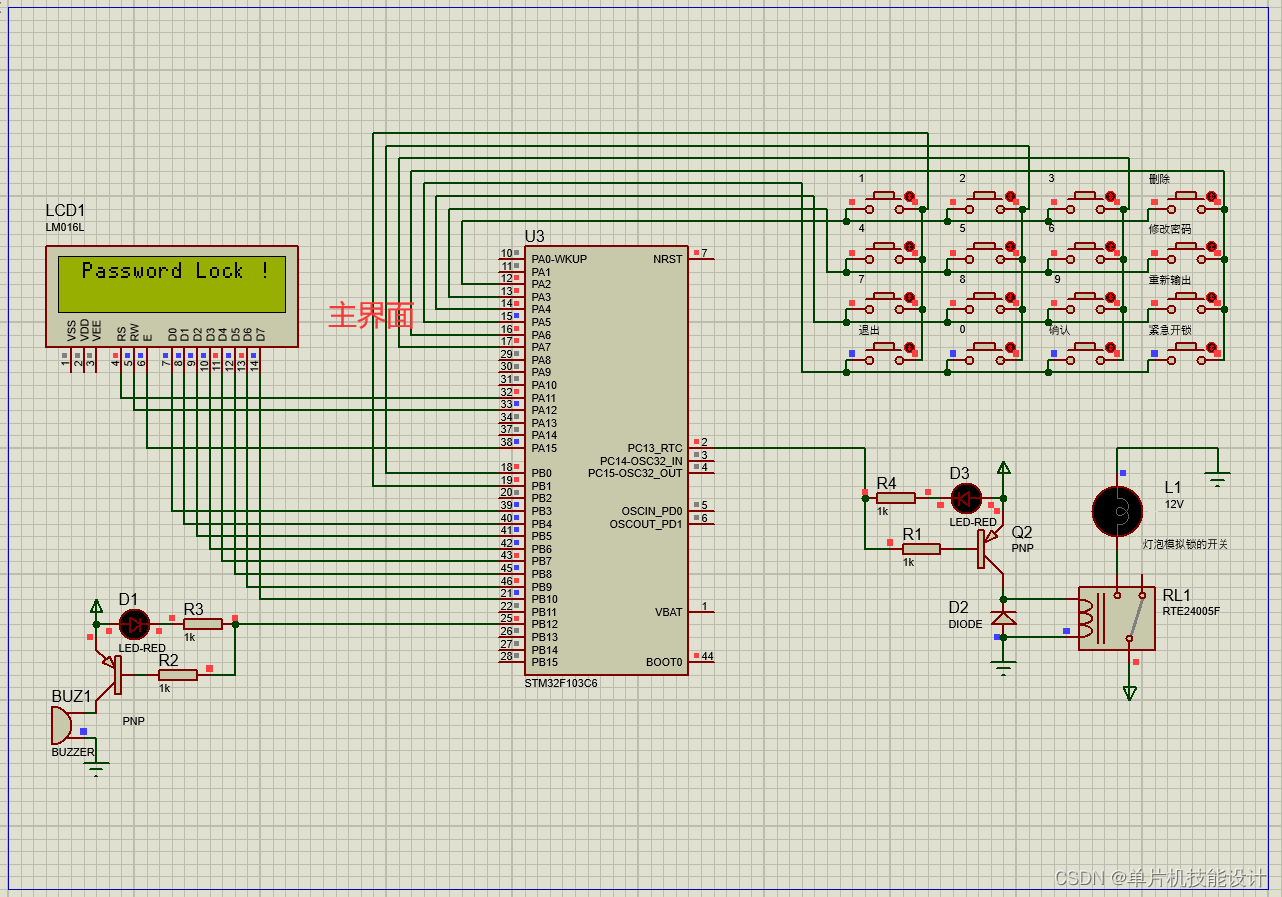 1
2
3
删除
4
5
6
修改密码
7
8
9
重新输出
退出
0
确认
紧急开锁
LCD1
LM016L
Password Lock !
VSS
VDD
VEE
RS
RW
E
D0
D1
D2
D3
D4
D5
D6
D7
1
2
3
4
5
6
7
8
9
10
11
12
13
14
主界面
U3
10 PA0-WKUP
11 PA1
12 PA2
13 PA3
14 PA4
15 PA5
16 PA6
17 PA7
29 PA8
30 PA9
31 PA10
32 PA11
33 PA12
34 PA13
37 PA14
38 PA15
18 PB0
19 PB1
20 PB2
39 PB3
40 PB4
41 PB5
42 PB6
43 PB7
45 PB8
46 PB9
21 PB10
22 PB11
25 PB12
26 PB13
27 PB14
28 PB15
NRST 7
PC13_RTC 2
PC14-OSC32_IN 3
PC15-OSC32_OUT 4
OSCIN_PD0 5
OSCOUT_PD1 6
VBAT 1
BOOT0 44
STM32F103C6
R4
1k
D3
LED-RED
R1
1k
Q2
PNP
D2
DIODE
L1
12V
灯泡模拟锁的开关
RL1
RTE24005F
D1
LED-RED
R3
1k
R2
1k
PNP
BUZ1
BUZZER
CSDN @单片机技能设计